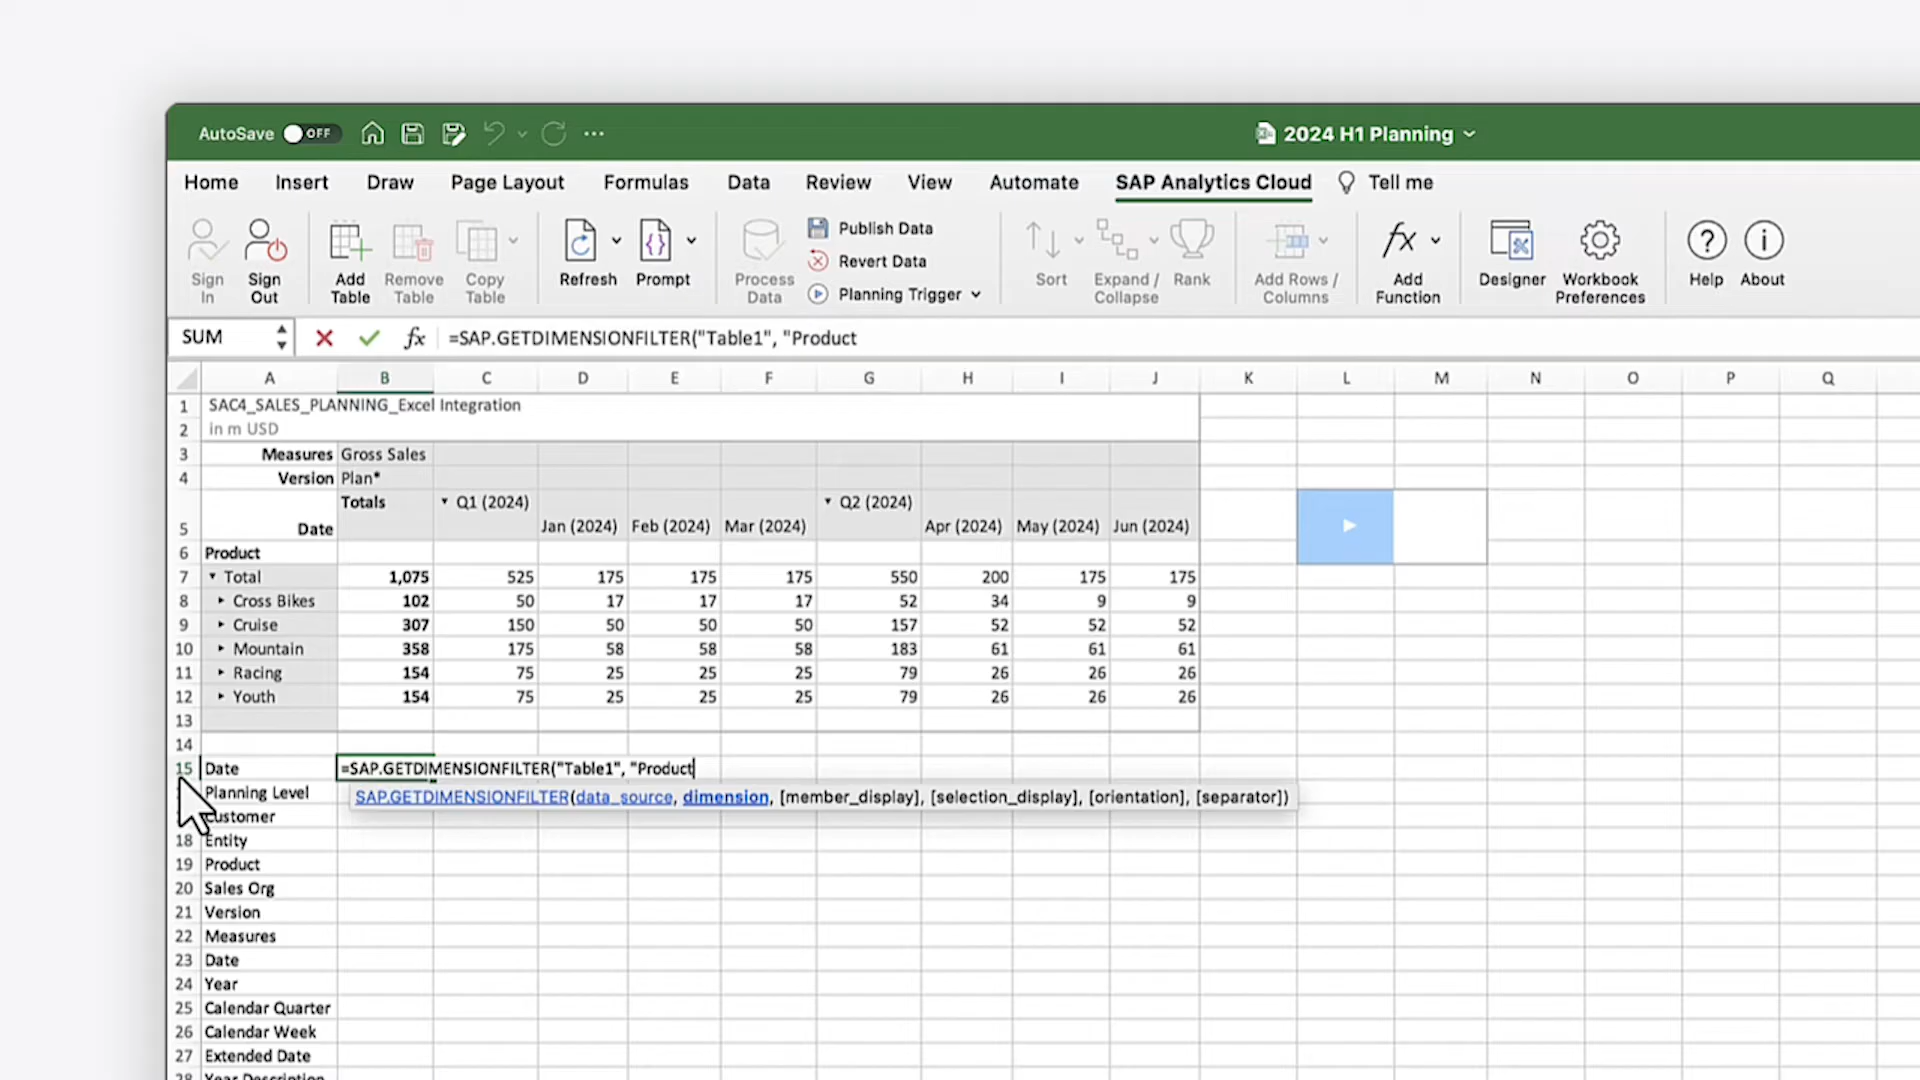 AutoSave OFF
2024 H1 Planning
Home Insert Draw Page Layout Formulas Data Review View Automate SAP Analytics Cloud Tell me
Sign In
Sign Out
Add Table
Remove Table
Copy Table
Refresh
Prompt
Process Data
Publish Data
Revert Data
Planning Trigger
Sort
Expand / Collapse
Rank
Add Rows / Columns
Add Function
Designer
Workbook Preferences
Help
About
SUM fx =SAP.GETDIMENSIONFILTER("Table1", "Product
A B C D E F G H I J K L M N O P Q
1 SAC4_SALES_PLANNING_Excel Integration
2 in m USD
3 Measures Gross Sales
4 Version Plan*
Totals Q1 (2024) Q2 (2024)
5 Date Jan (2024) Feb (2024) Mar (2024) Apr (2024) May (2024) Jun (2024)
6 Product
7 Total 1,075 525 175 175 175 550 200 175 175
8 Cross Bikes 102 50 17 17 17 52 34 9 9
9 Cruise 307 150 50 50 50 157 52 52 52
10 Mountain 358 175 58 58 58 183 61 61 61
11 Racing 154 75 25 25 25 79 26 26 26
12 Youth 154 75 25 25 25 79 26 26 26
13
14
15 Date =SAP.GETDIMENSIONFILTER("Table1", "Product
Planning Level SAP.GETDIMENSIONFILTER(data_source, dimension, [member_display], [selection_display], [orientation], [separator])
Customer
18 Entity
19 Product
20 Sales Org
21 Version
22 Measures
23 Date
24 Year
25 Calendar Quarter
26 Calendar Week
27 Extended Date
28 Year Description